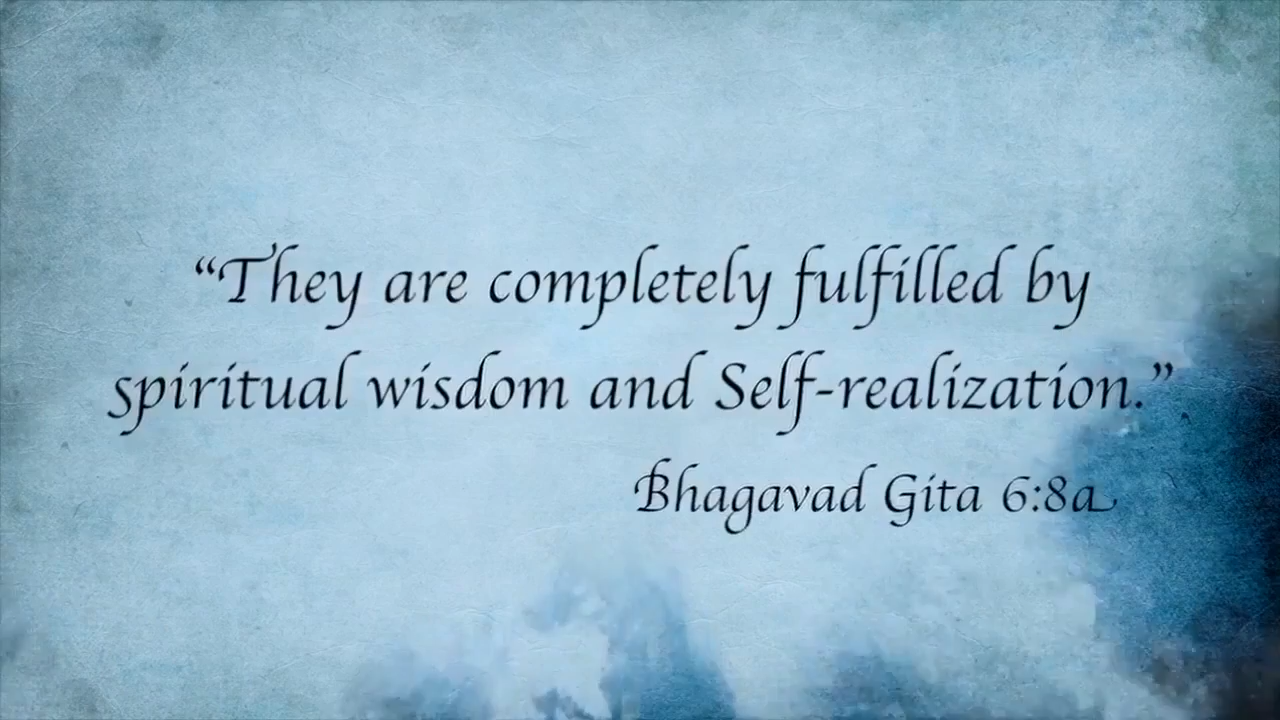 “They are completely fulfilled by
spiritual wisdom and Self-realization.”
Bhagavad Gita 6:8a